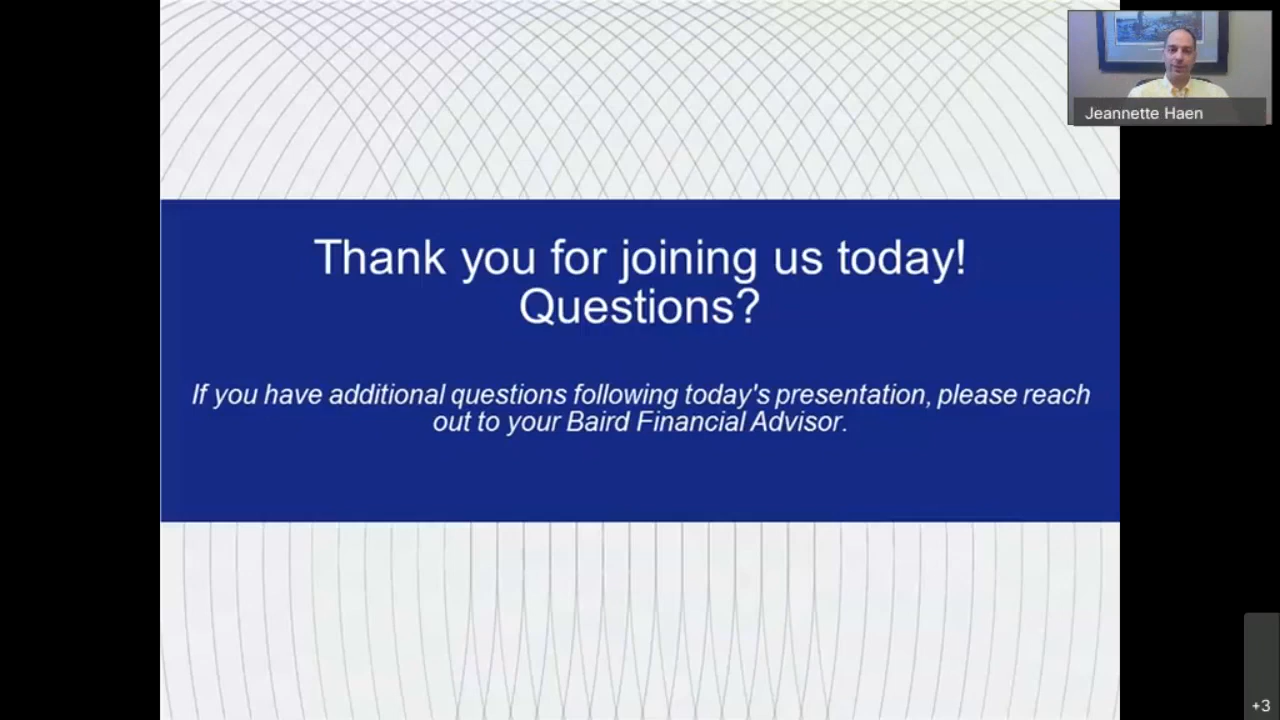 Jeannette Haen
Thank you for joining us today!
Questions?
If you have additional questions following today's presentation, please reach
out to your Baird Financial Advisor.
+3